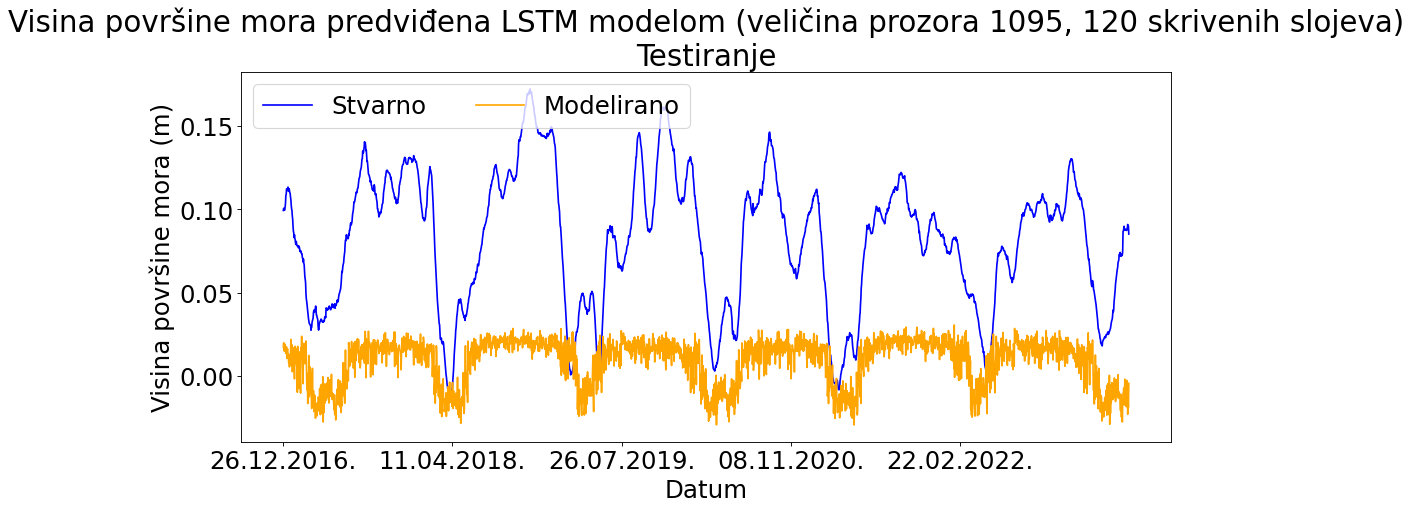 Visina površine mora predviđena LSTM modelom (veličina prozora 1095, 120 skrivenih slojeva)
Testiranje
Stvarno
Modelirano
Visina površine mora (m)
0.15
0.10
0.05
0.00
26.12.2016.
11.04.2018.
26.07.2019.
08.11.2020.
22.02.2022.
Datum